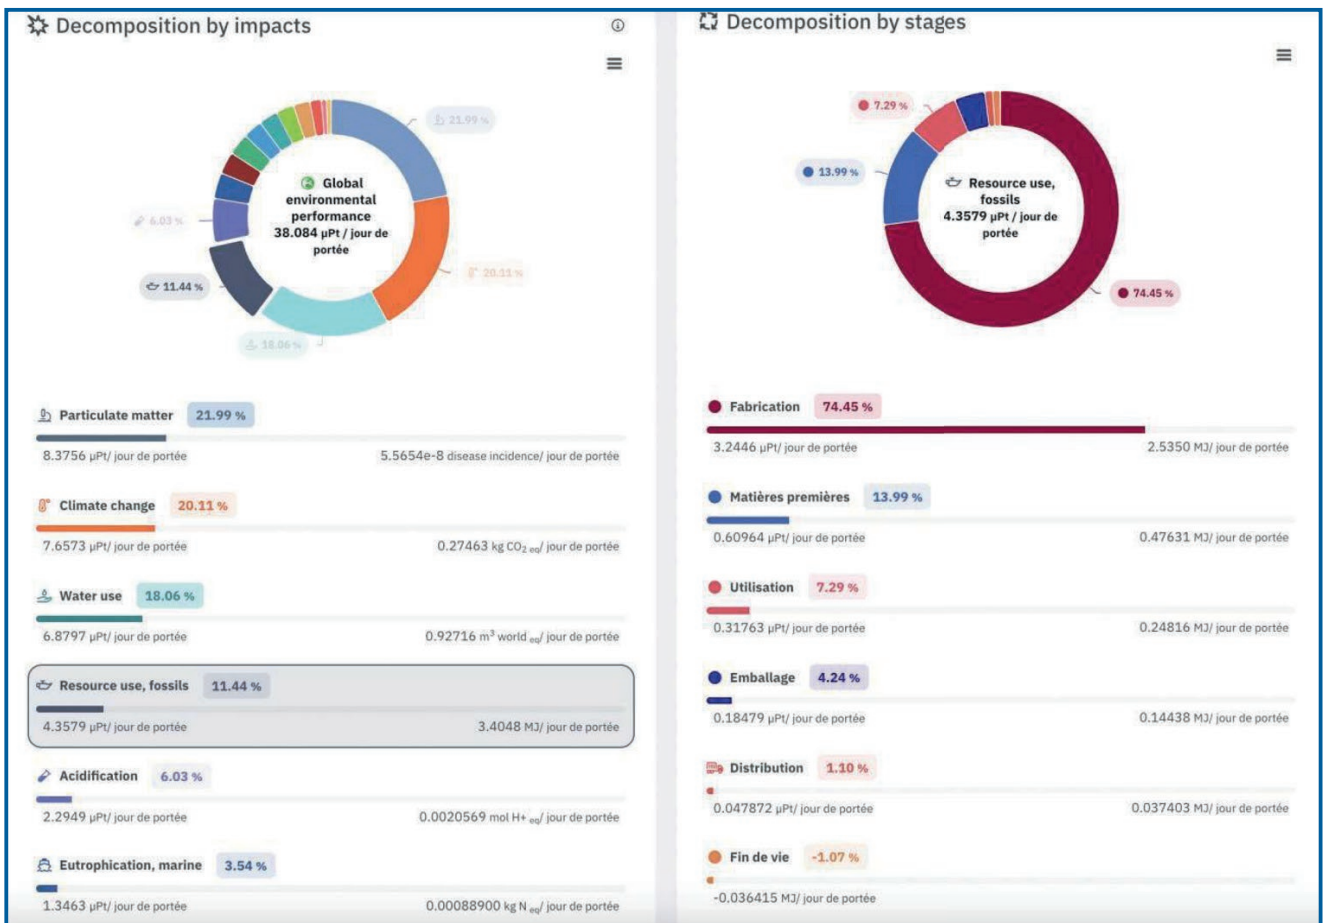 Decomposition by impacts
21.99 %
Global
environmental
performance
38.084 µPt / jour de
portée
6.03 %
11.44 %
20.11 %
18.06 %
Particulate matter 21.99 %
8.3756 µPt/ jour de portée 5.5654e-8 disease incidence/ jour de portée
Climate change 20.11 %
7.6573 µPt/ jour de portée 0.27463 kg CO2 eq/ jour de portée
Water use 18.06 %
6.8797 µPt/ jour de portée 0.92716 m³ world eq/ jour de portée
Resource use, fossils 11.44 %
4.3579 µPt/ jour de portée 3.4048 MJ/ jour de portée
Acidification 6.03 %
2.2949 µPt/ jour de portée 0.0020569 mol H+ eq/ jour de portée
Eutrophication, marine 3.54 %
1.3463 µPt/ jour de portée 0.00088900 kg N eq/ jour de portée
Decomposition by stages
7.29 %
13.99 %
Resource use,
fossils
4.3579 µPt / jour de
portée
74.45 %
Fabrication 74.45 %
3.2446 µPt/ jour de portée 2.5350 MJ/ jour de portée
Matières premières 13.99 %
0.60964 µPt/ jour de portée 0.47631 MJ/ jour de portée
Utilisation 7.29 %
0.31763 µPt/ jour de portée 0.24816 MJ/ jour de portée
Emballage 4.24 %
0.18479 µPt/ jour de portée 0.14438 MJ/ jour de portée
Distribution 1.10 %
0.047872 µPt/ jour de portée 0.037403 MJ/ jour de portée
Fin de vie -1.07 %
-0.036415 MJ/ jour de portée